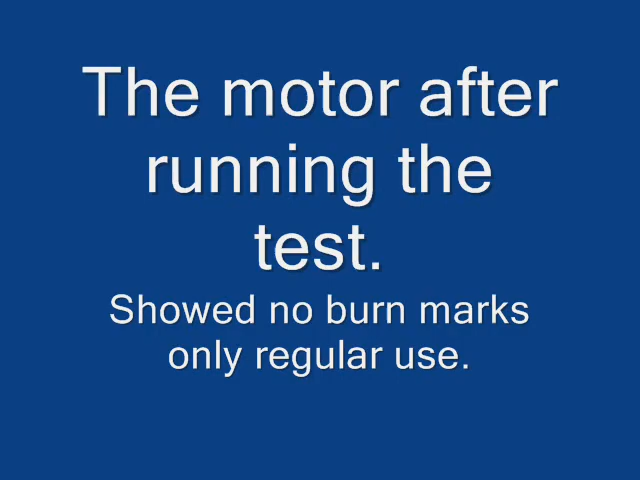 The motor after
running the
test.
Showed no burn marks
only regular use.